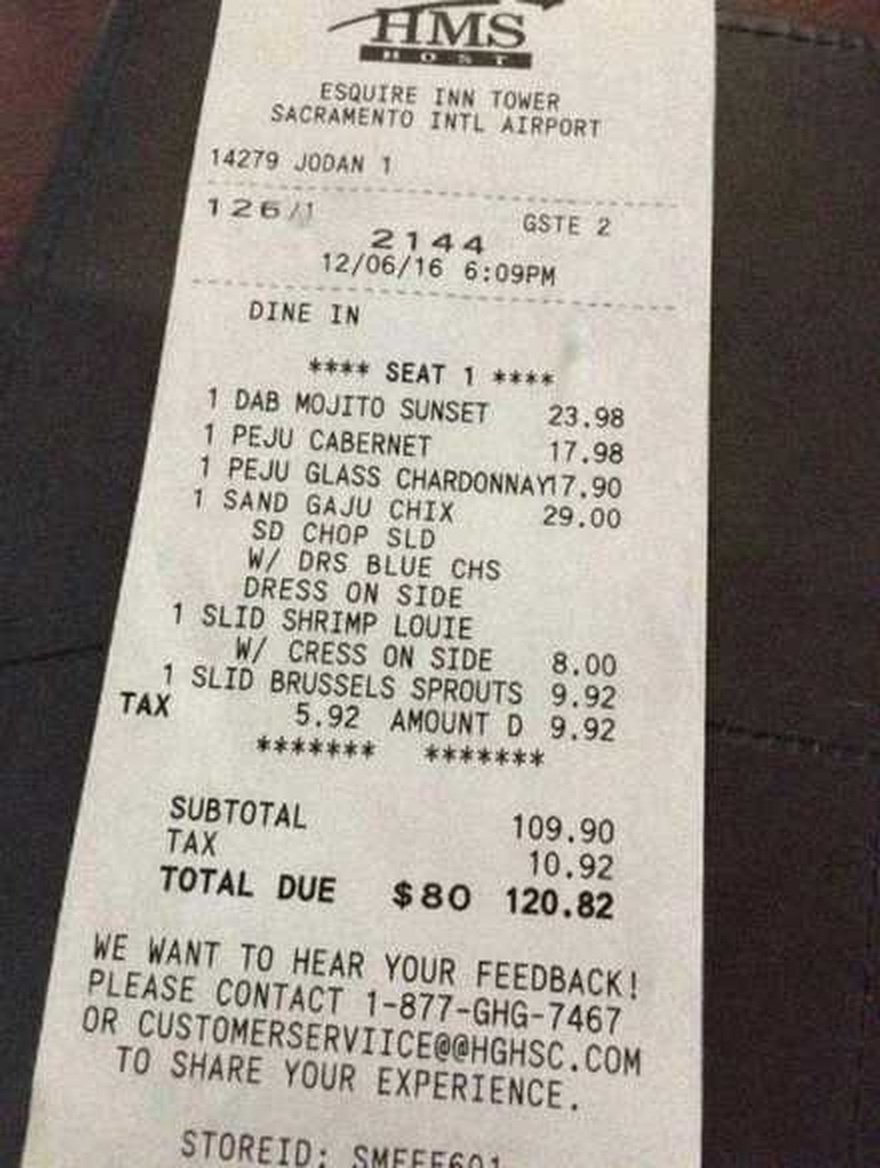 HMS
HOST
ESQUIRE INN TOWER
SACRAMENTO INTL AIRPORT
14279 JODAN 1
126/1 GSTE 2
2144
12/06/16 6:09PM
DINE IN
**** SEAT 1 ****
1 DAB MOJITO SUNSET 23.98
1 PEJU CABERNET 17.98
1 PEJU GLASS CHARDONNAY17.90
1 SAND GAJU CHIX 29.00
SD CHOP SLD
W/ DRS BLUE CHS
DRESS ON SIDE
1 SLID SHRIMP LOUIE
W/ CRESS ON SIDE 8.00
1 SLID BRUSSELS SPROUTS 9.92
TAX 5.92 AMOUNT D 9.92
******* *******
SUBTOTAL 109.90
TAX 10.92
TOTAL DUE $80 120.82
WE WANT TO HEAR YOUR FEEDBACK!
PLEASE CONTACT 1-877-GHG-7467
OR CUSTOMERSERVIICE@@HGHSC.COM
TO SHARE YOUR EXPERIENCE.
STOREID: